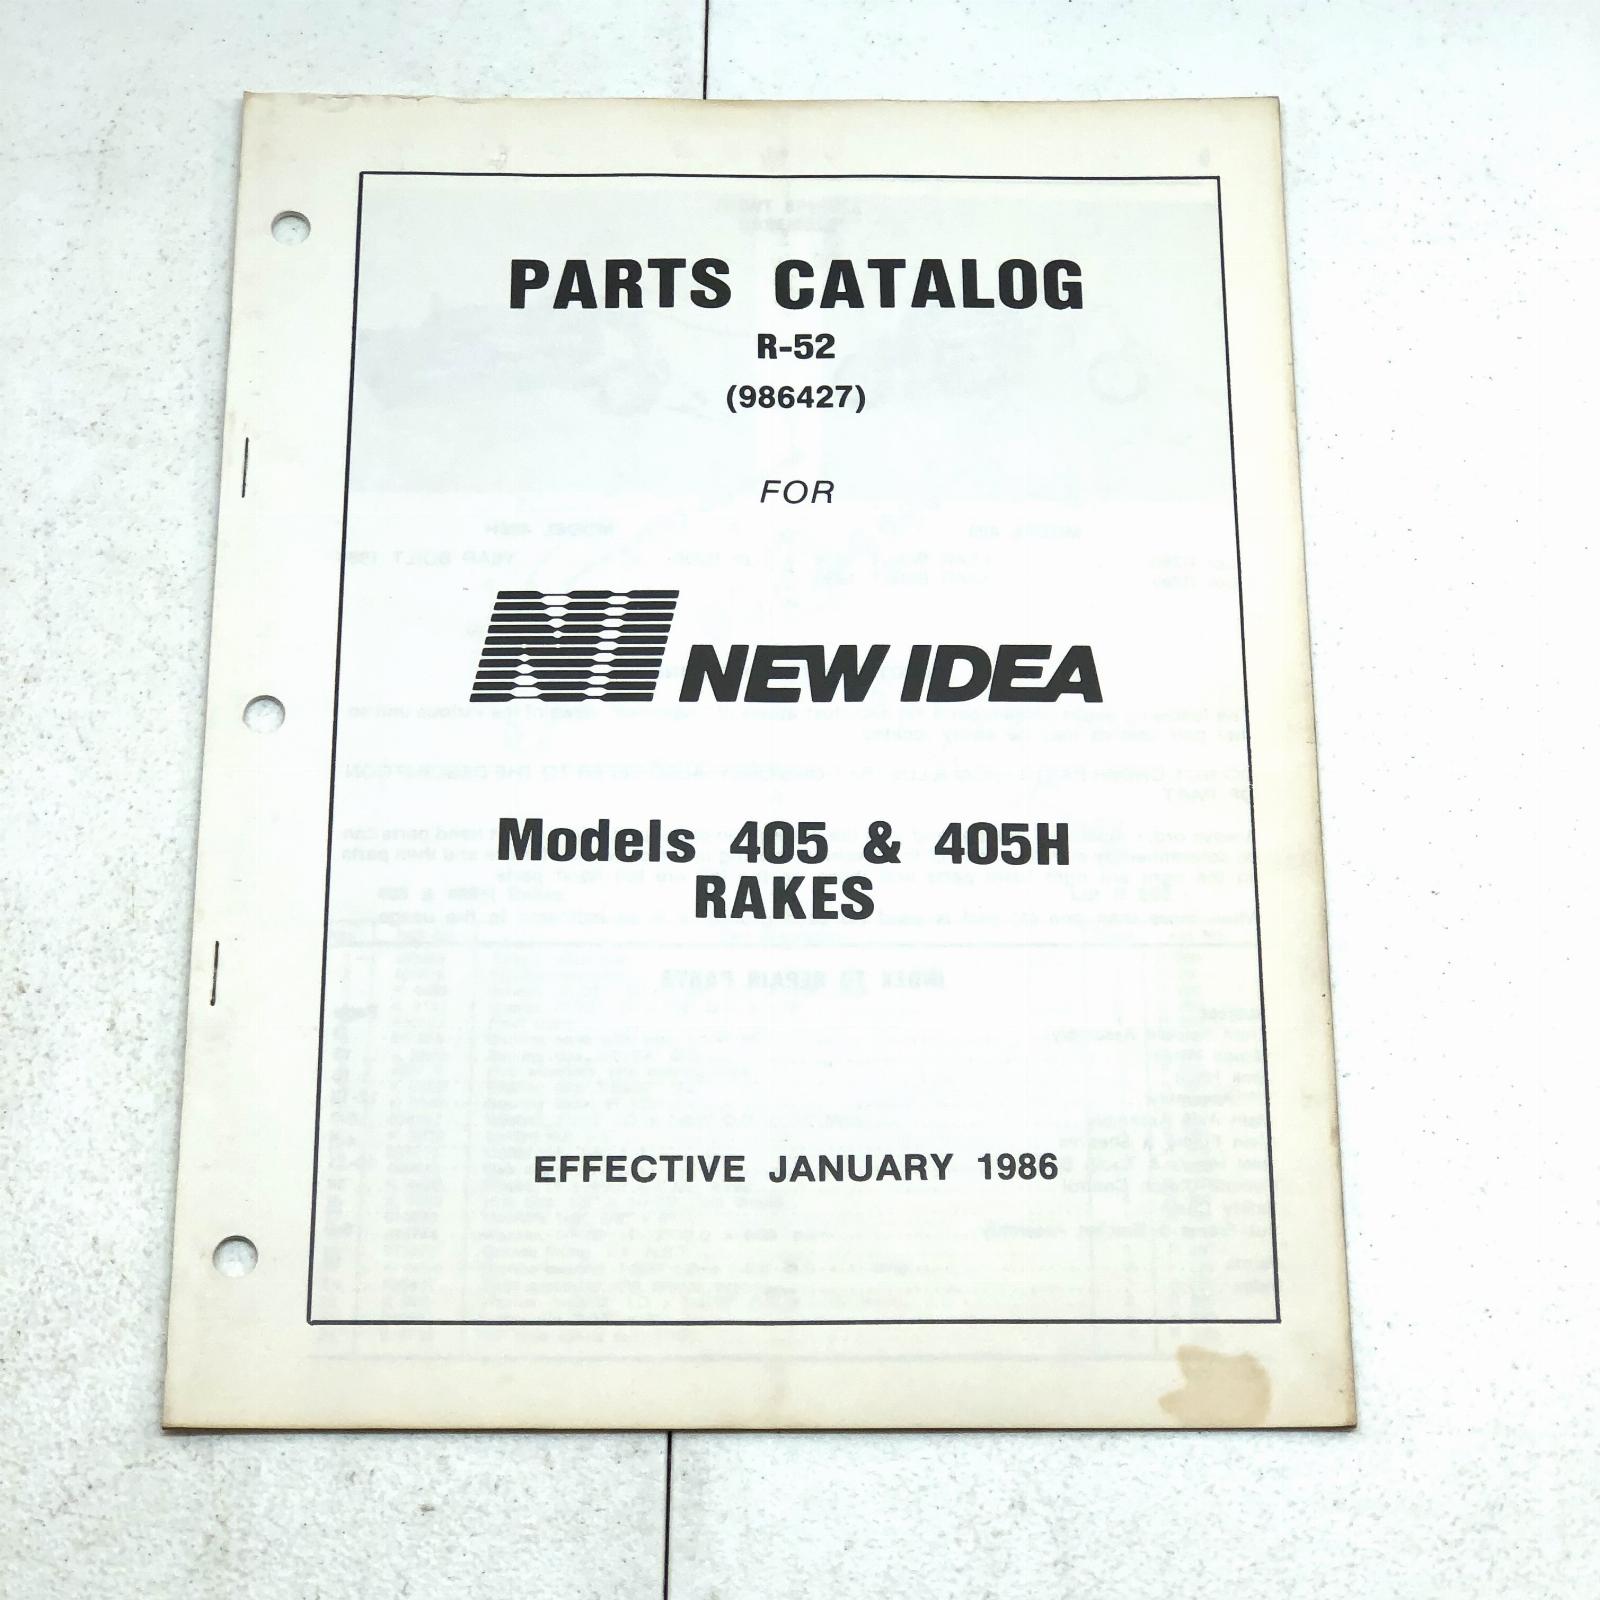 PARTS CATALOG
R-52
(986427)
FOR
NEW IDEA
Models 405 & 405H
RAKES
EFFECTIVE JANUARY 1986